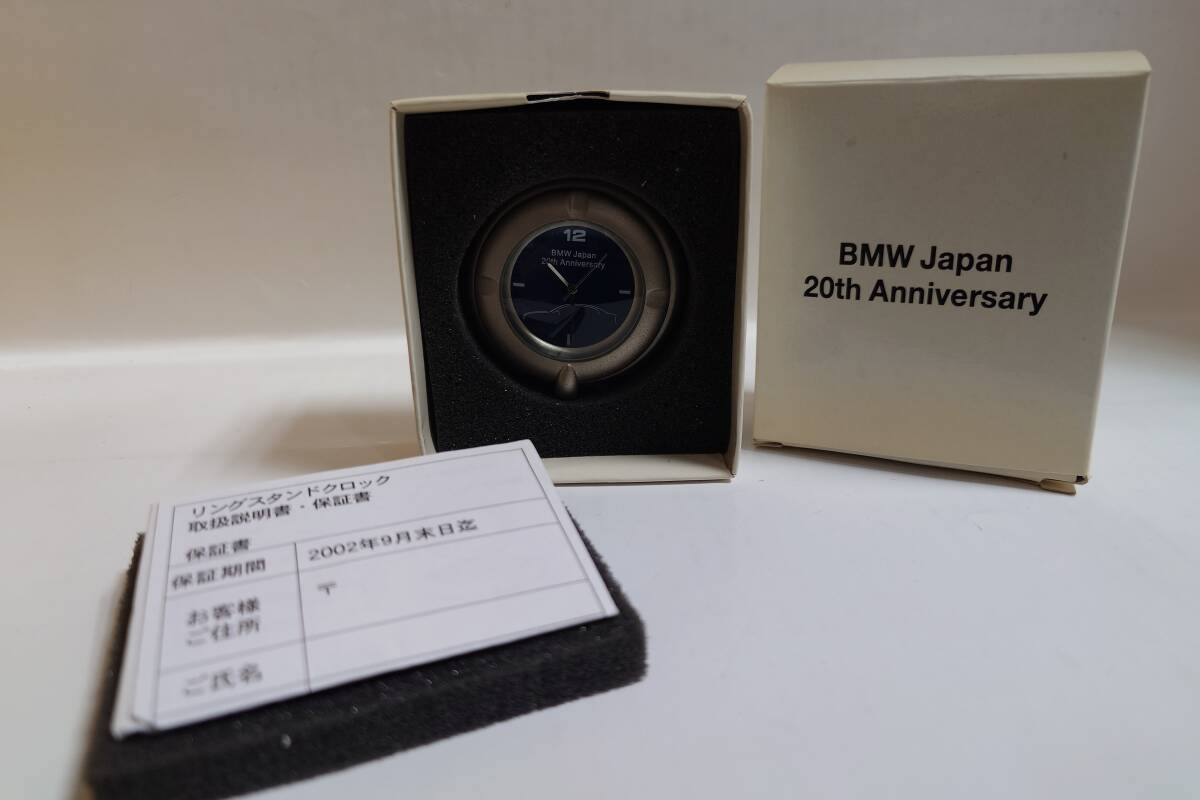 12
BMW Japan
20th Anniversary
BMW Japan
20th Anniversary
リングスタンドクロック
取扱説明書・保証書
保証書
保証期間 2002年9月末日迄
お客様 〒
ご住所
ご氏名